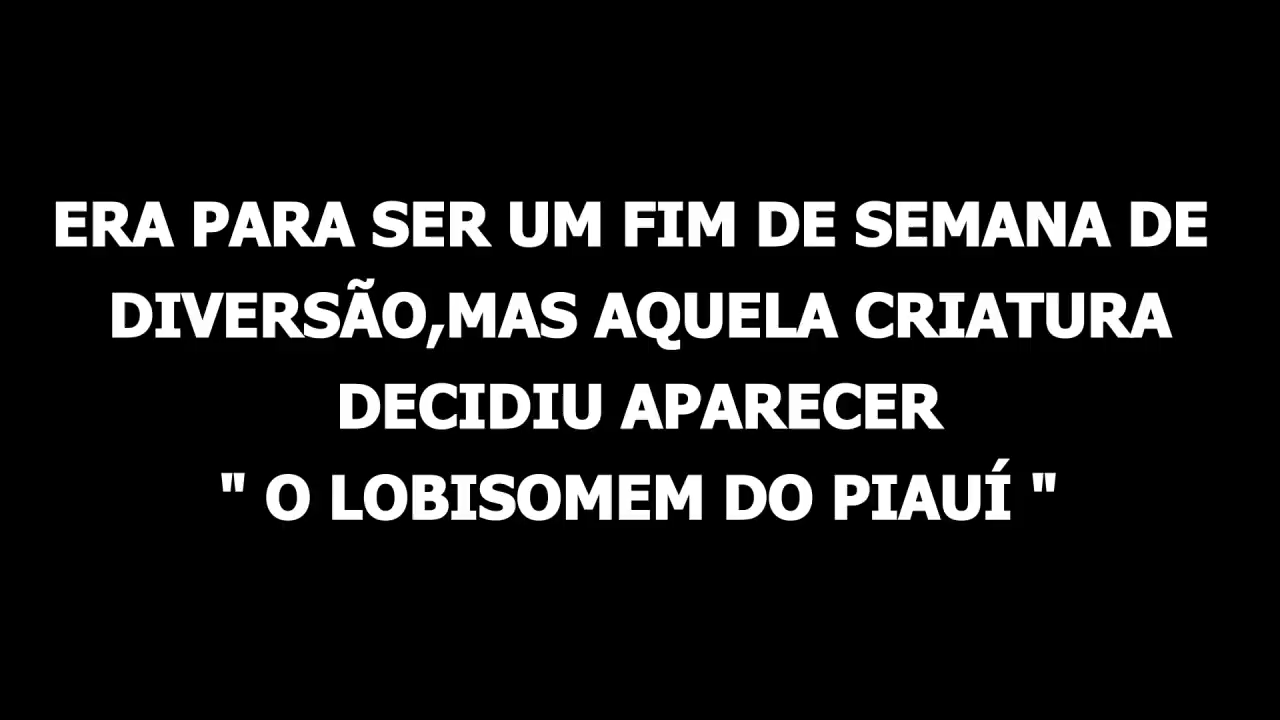 ERA PARA SER UM FIM DE SEMANA DE
DIVERSÃO,MAS AQUELA CRIATURA
DECIDIU APARECER
" O LOBISOMEM DO PIAUÍ "